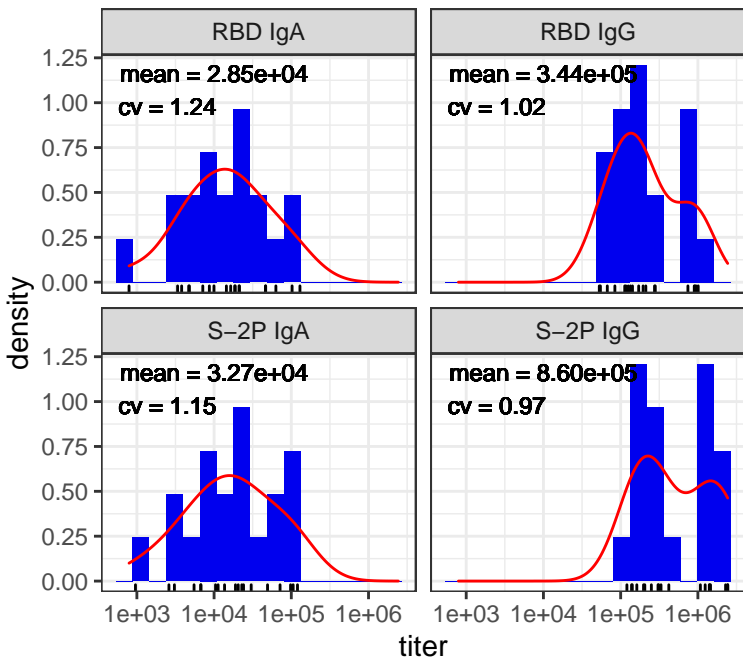 RBD IgA
RBD IgG
mean = 2.85e+04
cv = 1.24
mean = 3.44e+05
cv = 1.02
1.25
1.00
0.75
0.50
0.25
0.00
S−2P IgA
S−2P IgG
mean = 3.27e+04
cv = 1.15
mean = 8.60e+05
cv = 0.97
1.25
1.00
0.75
0.50
0.25
0.00
density
1e+03 1e+04 1e+05 1e+06
1e+03 1e+04 1e+05 1e+06
titer